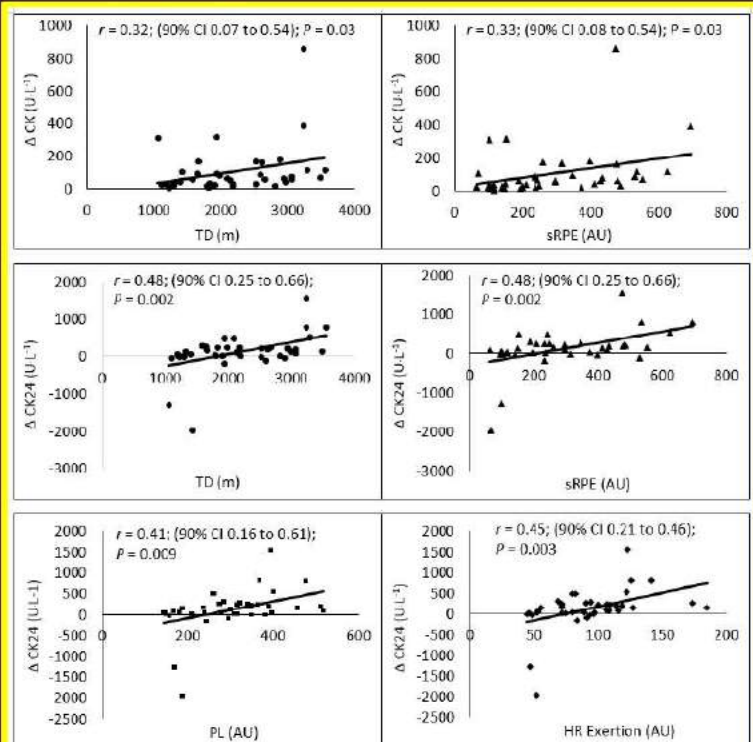 r = 0.32; (90% CI 0.07 to 0.54); P = 0.03
1000
800
600
400
200
0
Δ CK (U·L⁻¹)
0 1000 2000 3000 4000
TD (m)
r = 0.33; (90% CI 0.08 to 0.54); P = 0.03
1000
800
600
400
200
0
Δ CK (U·L⁻¹)
0 200 400 600 800
sRPE (AU)
r = 0.48; (90% CI 0.25 to 0.66);
P = 0.002
2000
1000
0
-1000
-2000
-3000
Δ CK24 (U·L⁻¹)
0 1000 2000 3000 4000
TD (m)
r = 0.48; (90% CI 0.25 to 0.66);
P = 0.002
2000
1000
0
-1000
-2000
-3000
Δ CK24 (U·L⁻¹)
0 200 400 600 800
sRPE (AU)
r = 0.41; (90% CI 0.16 to 0.61);
P = 0.009
2000
1500
1000
500
0
-500
-1000
-1500
-2000
-2500
Δ CK24 (U·L-1)
0 200 400 600
PL (AU)
r = 0.45; (90% CI 0.21 to 0.46);
P = 0.003
2000
1500
1000
500
0
-500
-1000
-1500
-2000
-2500
Δ CK24 (U·L⁻¹)
0 50 100 150 200
HR Exertion (AU)